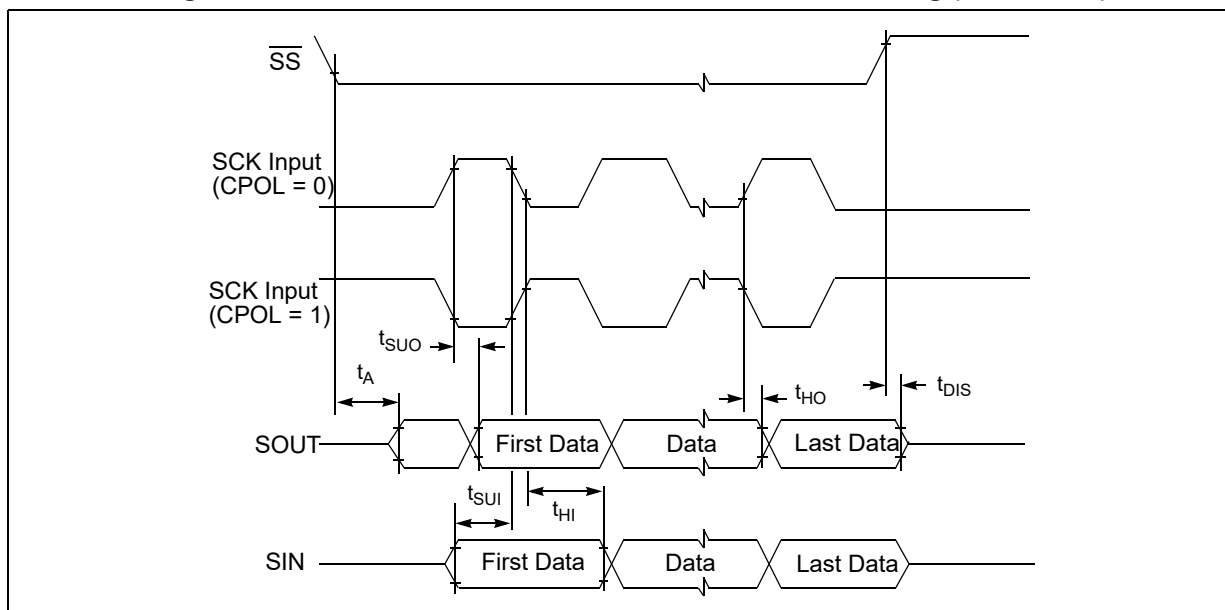 SS
SCK Input
(CPOL = 0)
SCK Input
(CPOL = 1)
tSUO
tA
tHO
tDIS
SOUT
First Data
Data
Last Data
tSUI
tHI
SIN
First Data
Data
Last Data